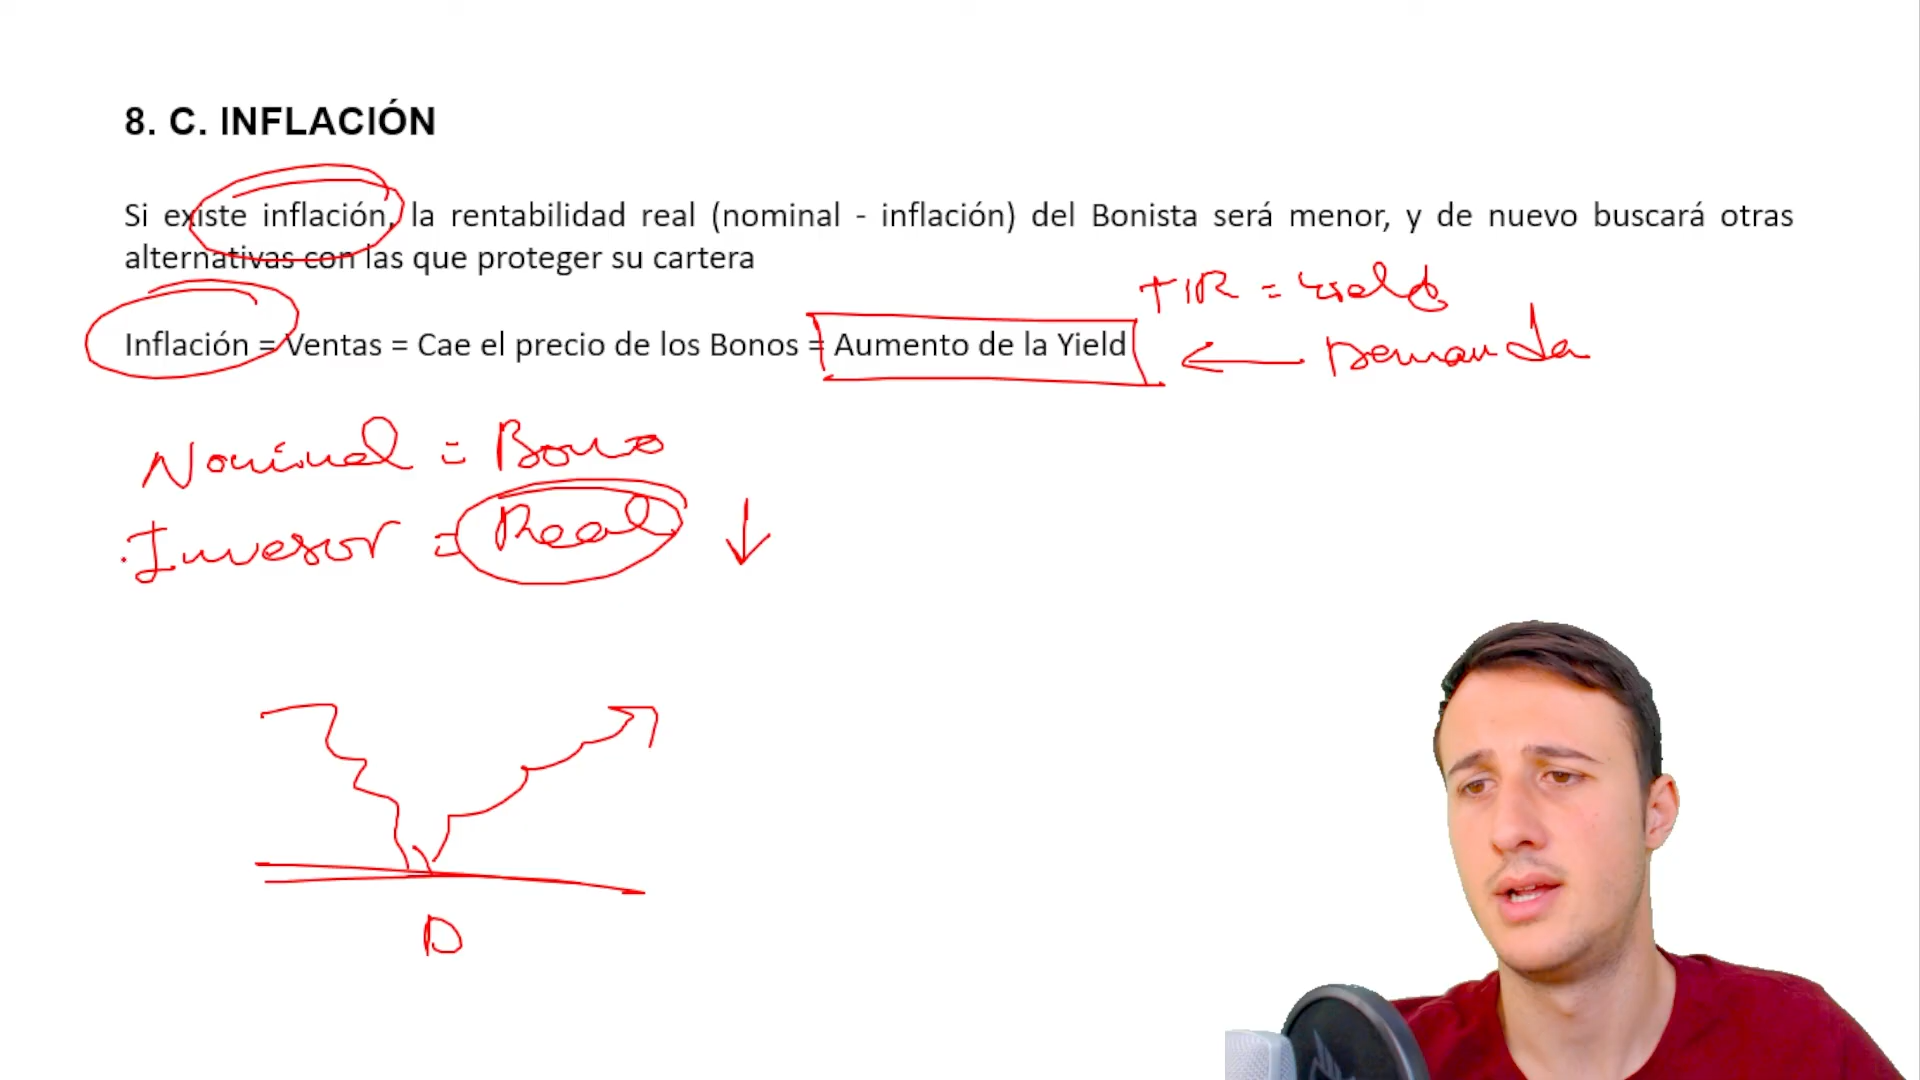 8. C. INFLACIÓN
Si existe inflación, la rentabilidad real (nominal - inflación) del Bonista será menor, y de nuevo buscará otras
alternativas con las que proteger su cartera
TIR = Yield
Inflación = Ventas = Cae el precio de los Bonos = Aumento de la Yield
Demanda
Nominal = Bono
Invesor = Real
D